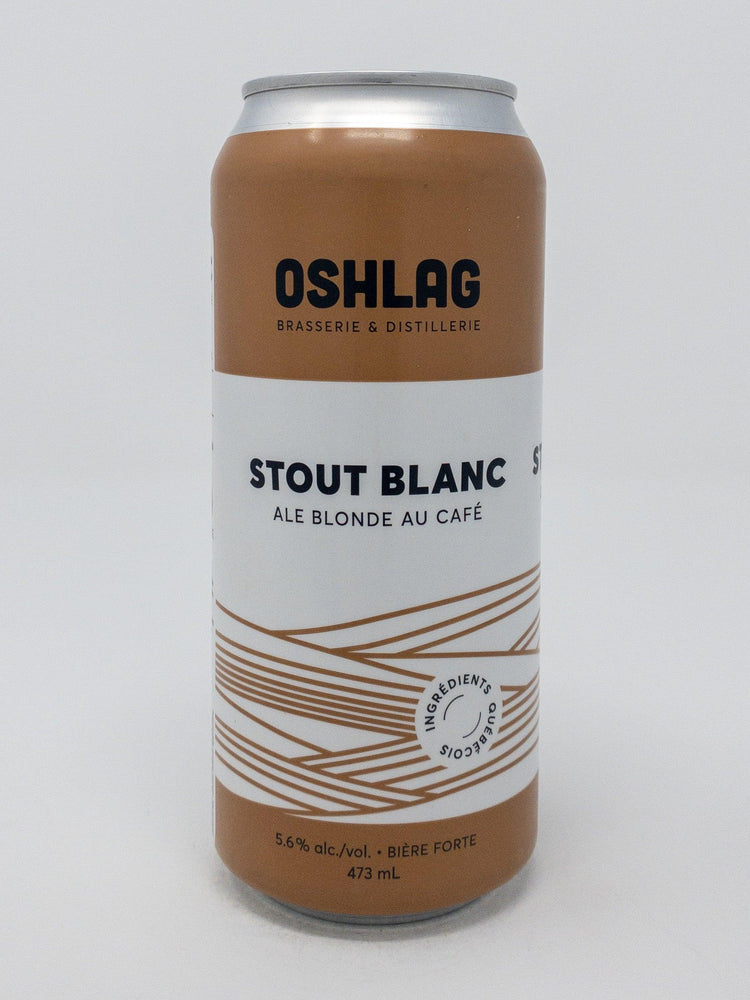 OSHLAG
BRASSERIE & DISTILLERIE
STOUT BLANC
ALE BLONDE AU CAFÉ
INGRÉDIENTS QUÉBÉCOIS
5.6% alc./vol. • BIÈRE FORTE
473 mL